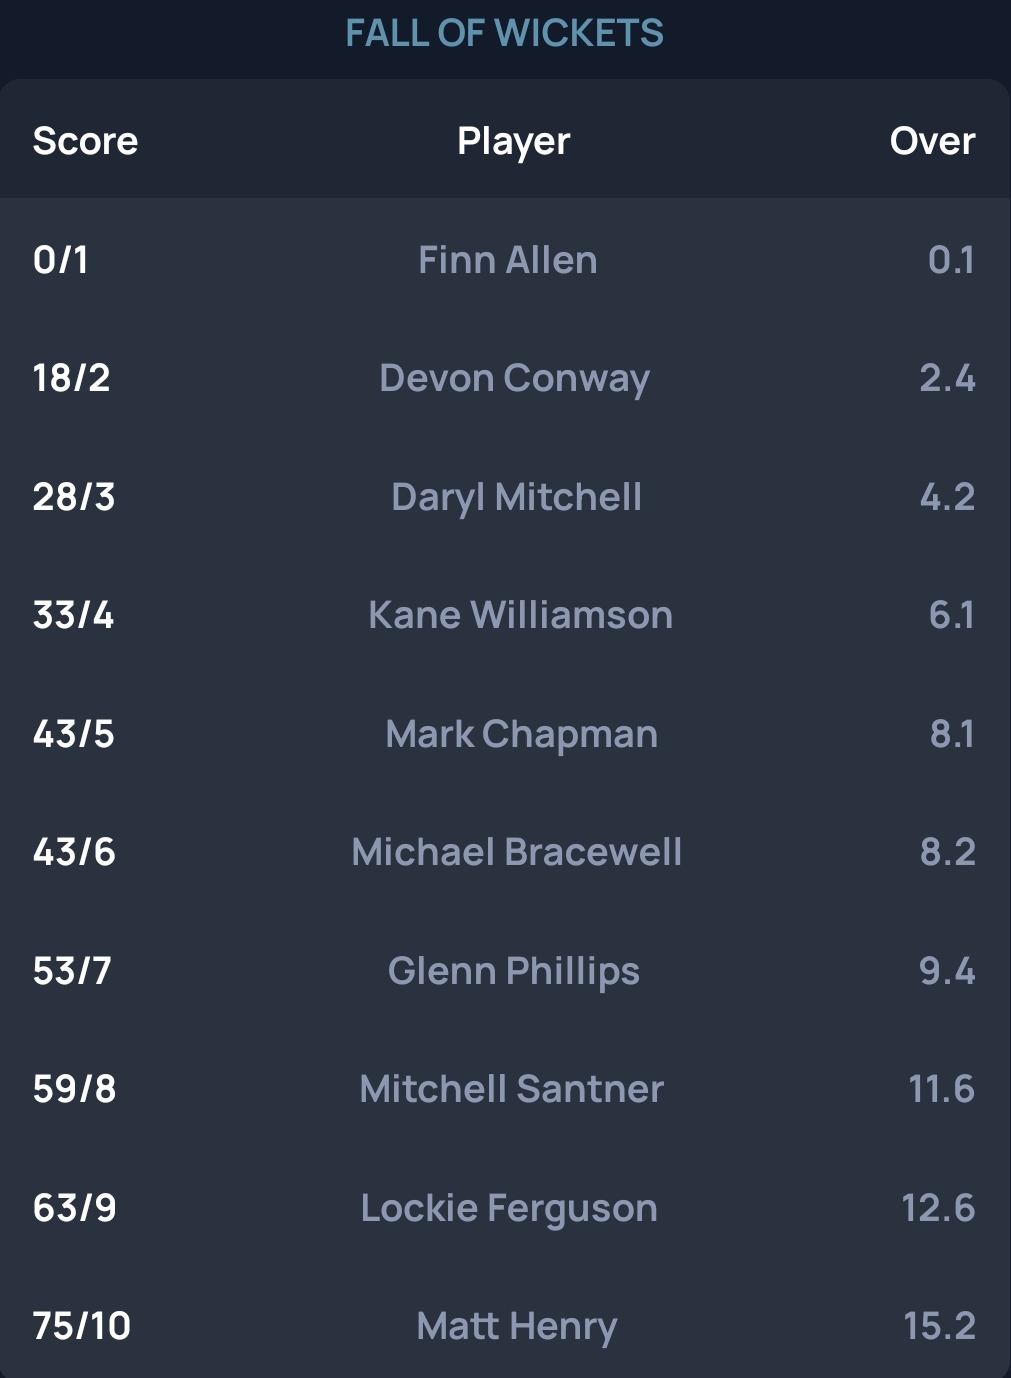 FALL OF WICKETS
Score Player Over
0/1 Finn Allen 0.1
18/2 Devon Conway 2.4
28/3 Daryl Mitchell 4.2
33/4 Kane Williamson 6.1
43/5 Mark Chapman 8.1
43/6 Michael Bracewell 8.2
53/7 Glenn Phillips 9.4
59/8 Mitchell Santner 11.6
63/9 Lockie Ferguson 12.6
75/10 Matt Henry 15.2